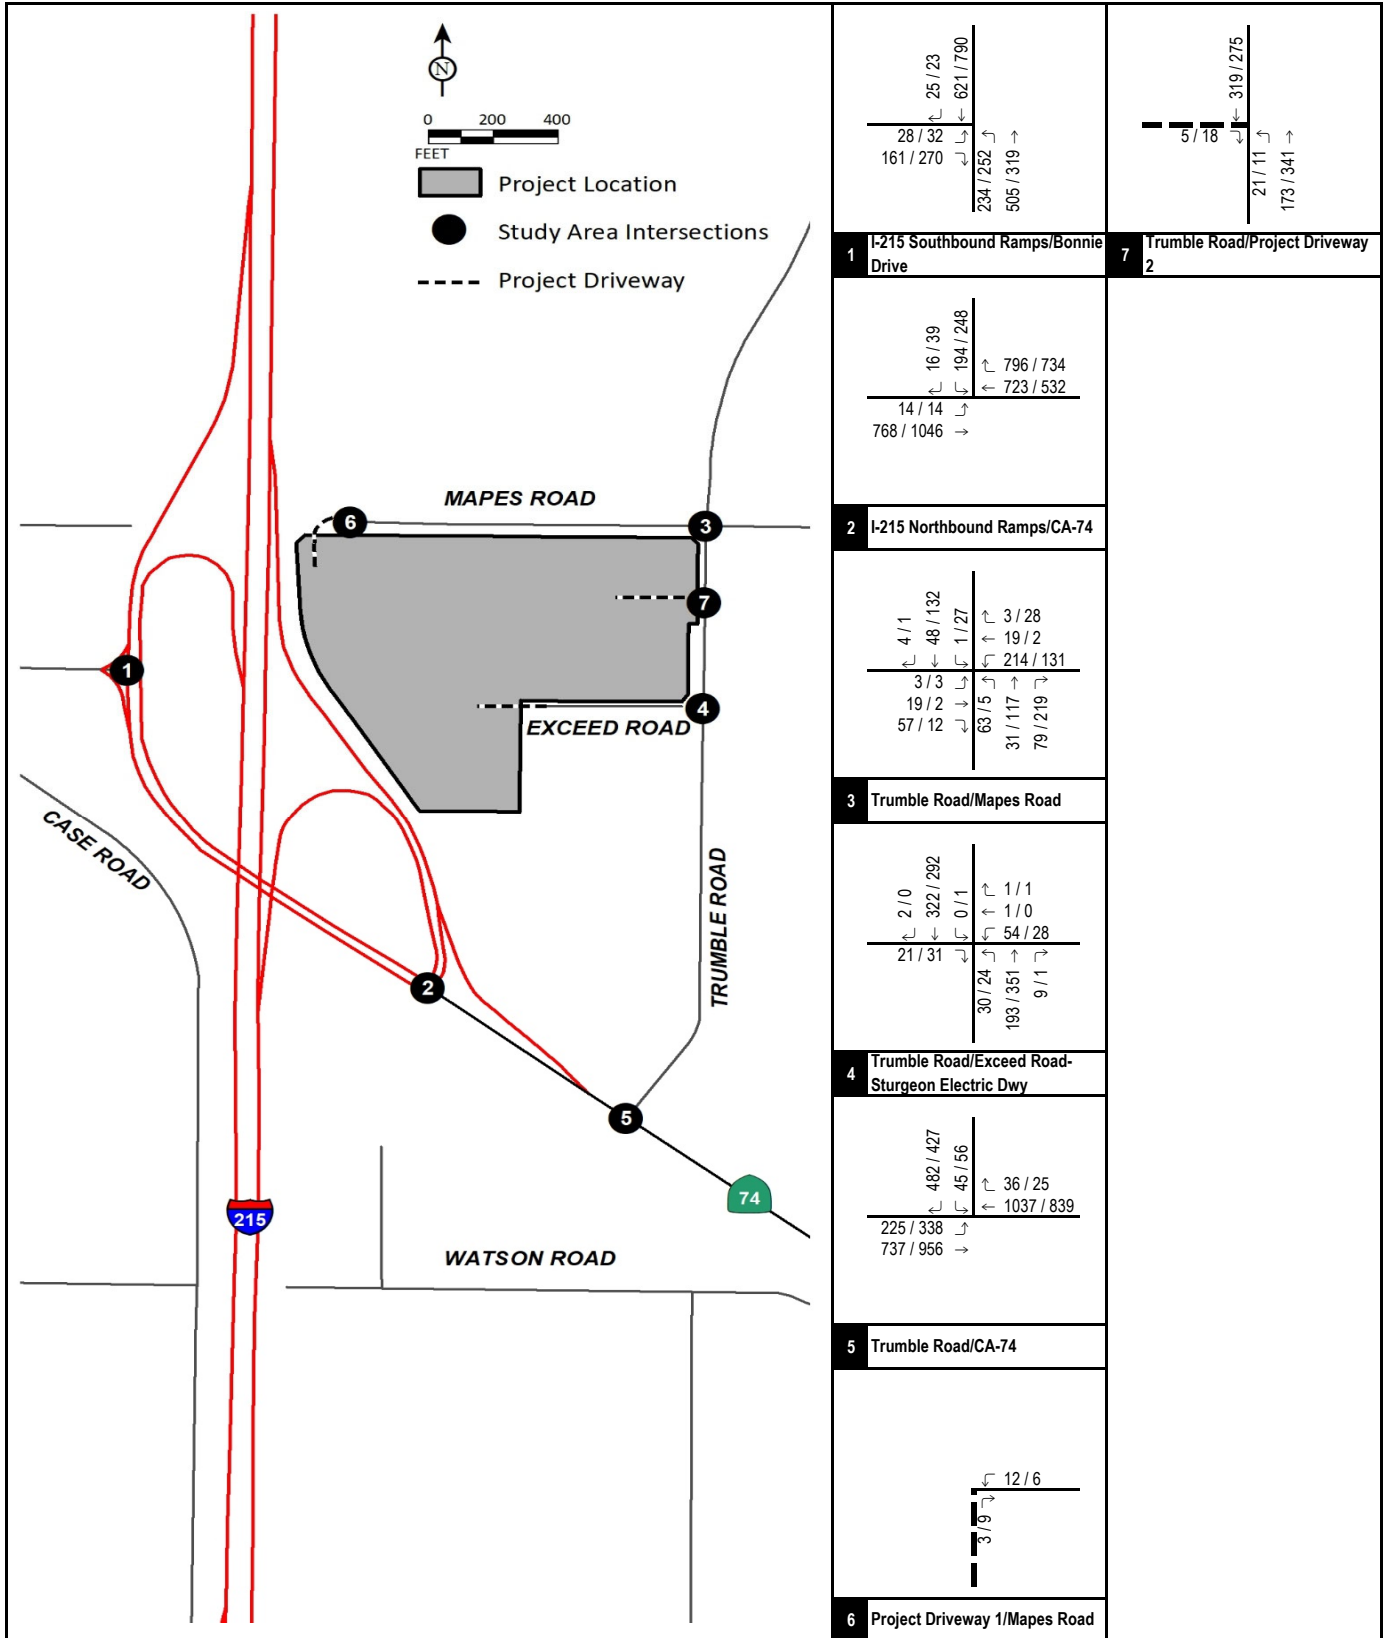 N
0 200 400
FEET
Project Location
Study Area Intersections
Project Driveway
MAPES ROAD
6
3
7
1
4
EXCEED ROAD
CASE ROAD
TRUMBLE ROAD
2
5
74
215
WATSON ROAD
25 / 23
621 / 790
28 / 32
161 / 270
234 / 252
505 / 319
1 I-215 Southbound Ramps/Bonnie
Drive
319 / 275
5 / 18
21 / 11
173 / 341
7 Trumble Road/Project Driveway
2
16 / 39
194 / 248
796 / 734
723 / 532
14 / 14
768 / 1046
2 I-215 Northbound Ramps/CA-74
4 / 1
48 / 132
1 / 27
3 / 28
19 / 2
214 / 131
3 / 3
19 / 2
57 / 12
63 / 5
31 / 117
79 / 219
3 Trumble Road/Mapes Road
2 / 0
322 / 292
0 / 1
1 / 1
1 / 0
54 / 28
21 / 31
30 / 24
193 / 351
9 / 1
4 Trumble Road/Exceed Road-
Sturgeon Electric Dwy
482 / 427
45 / 56
36 / 25
1037 / 839
225 / 338
737 / 956
5 Trumble Road/CA-74
12 / 6
3 / 9
6 Project Driveway 1/Mapes Road